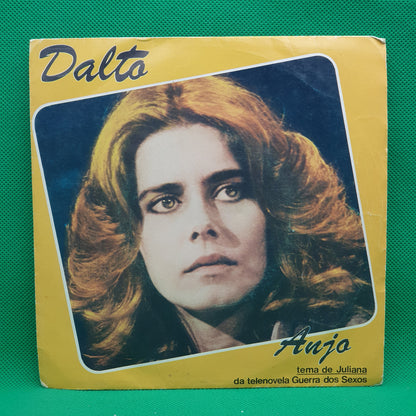 Dalto
Anjo
tema de Juliana
da telenovela Guerra dos Sexos